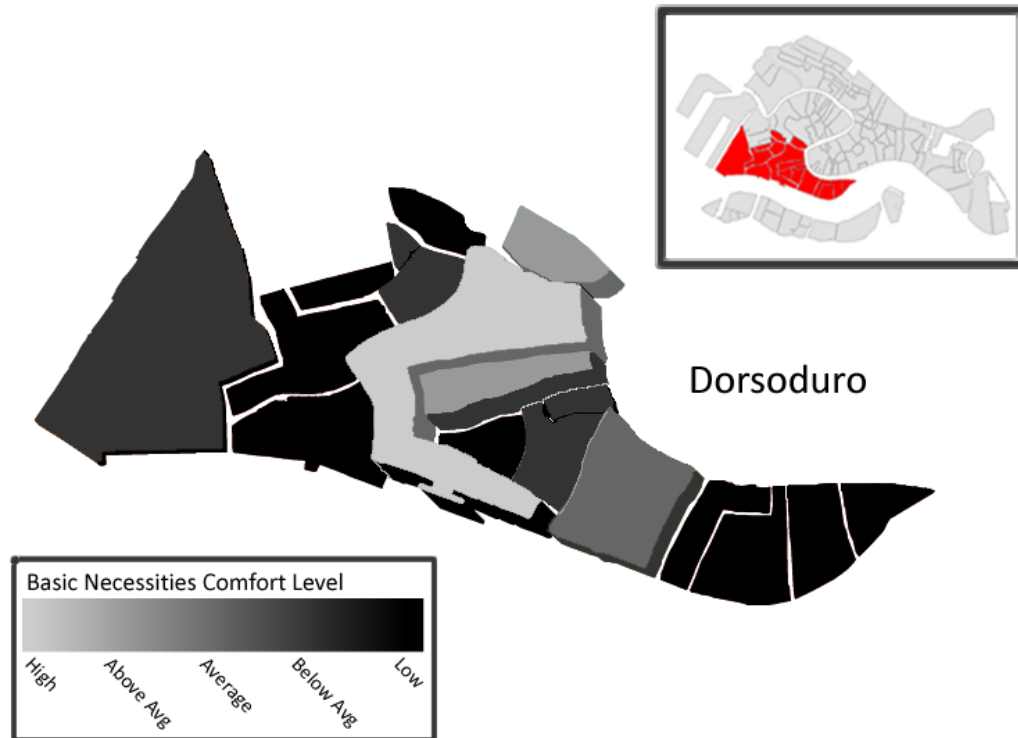 Dorsoduro
Basic Necessities Comfort Level
High
Above Avg
Average
Below Avg
Low